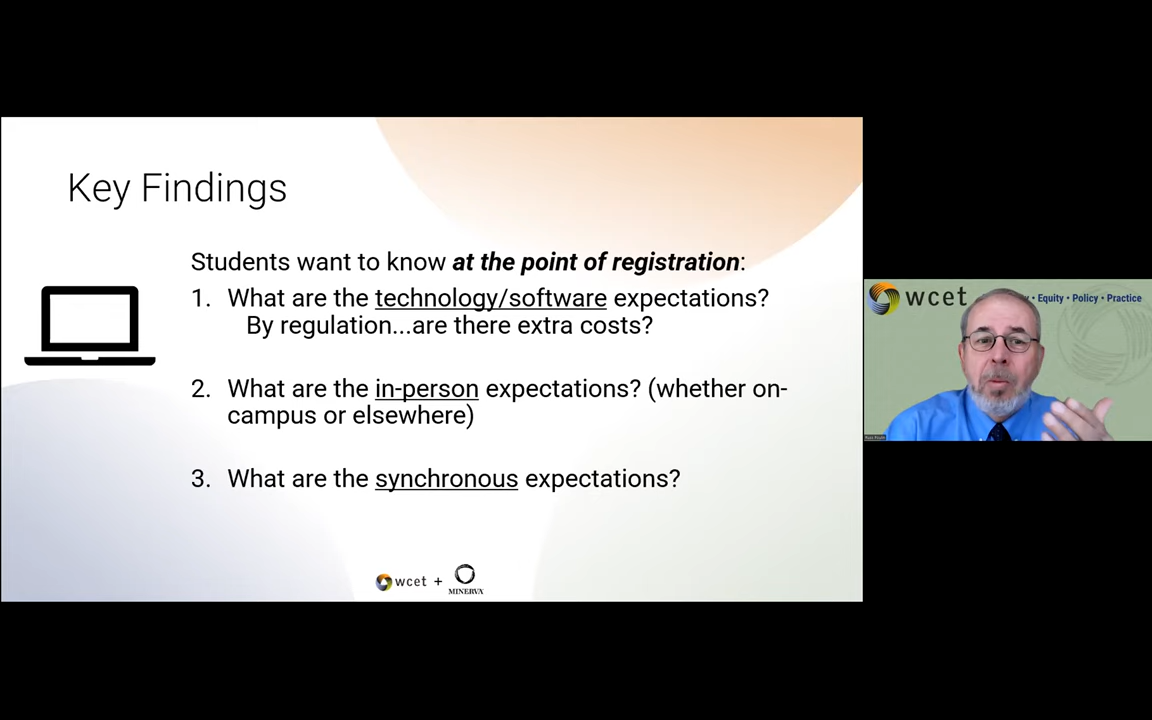 Key Findings
Students want to know at the point of registration:
1. What are the technology/software expectations?
By regulation...are there extra costs?
2. What are the in-person expectations? (whether on-
campus or elsewhere)
3. What are the synchronous expectations?
wcet + MINERVA
wcet
• Equity • Policy • Practice